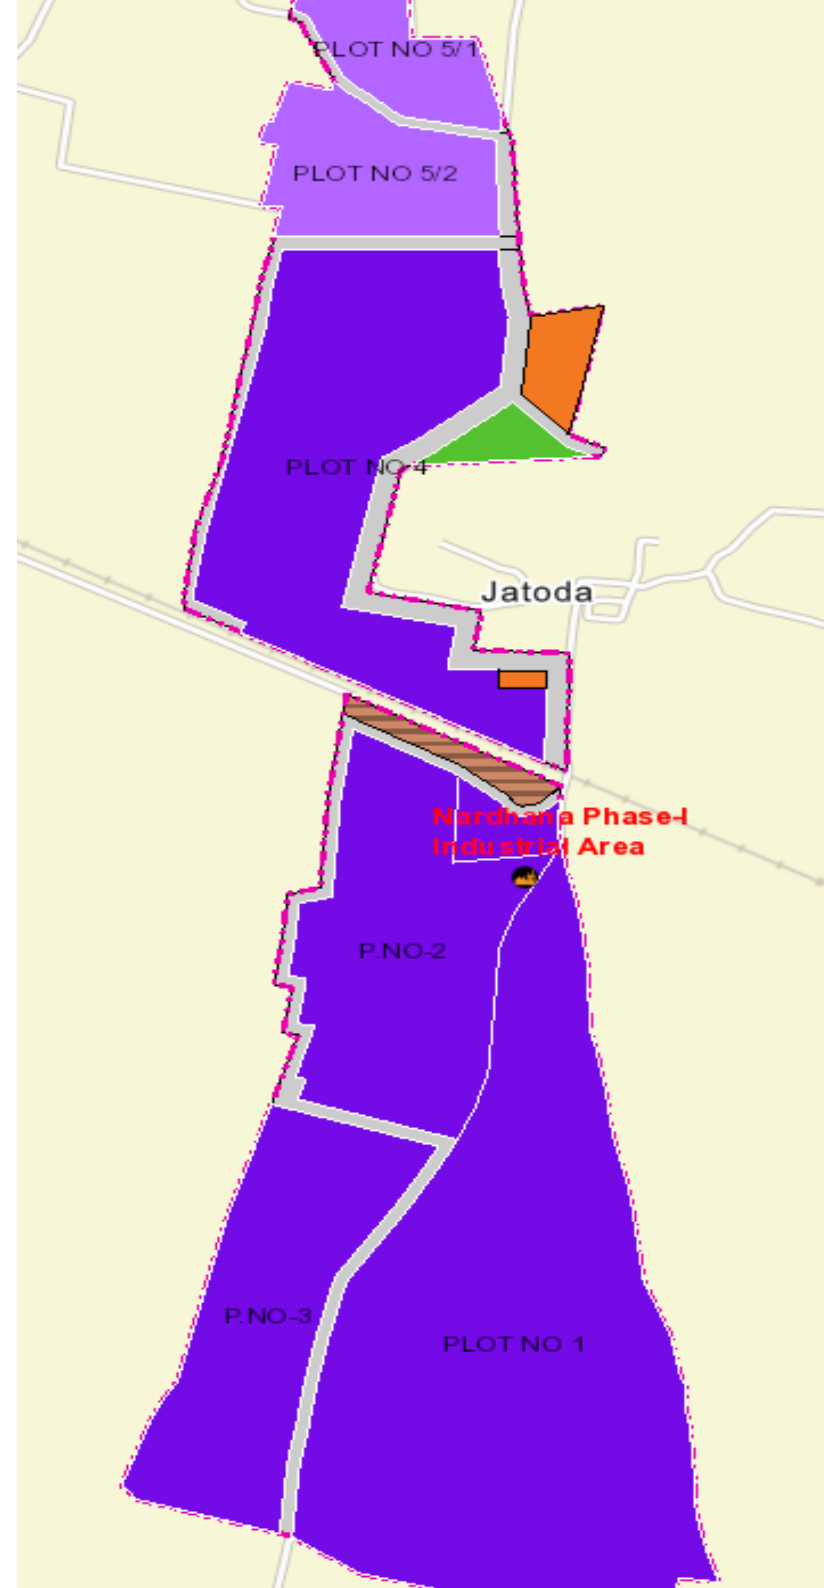 PLOT NO 5/1
PLOT NO 5/2
PLOT NO 4
Jatoda
Nardhana Phase-I
Industrial Area
P.NO-2
P.NO-3
PLOT NO 1